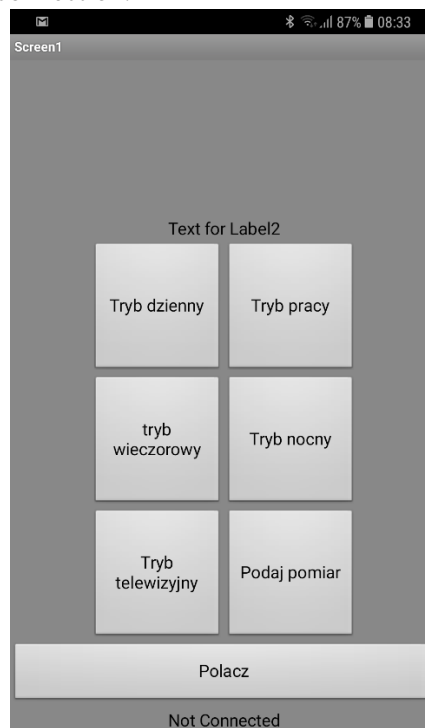 87% 08:33
Screen1
Text for Label2
Tryb dzienny
Tryb pracy
tryb
wieczorowy
Tryb nocny
Tryb
telewizyjny
Podaj pomiar
Polacz
Not Connected